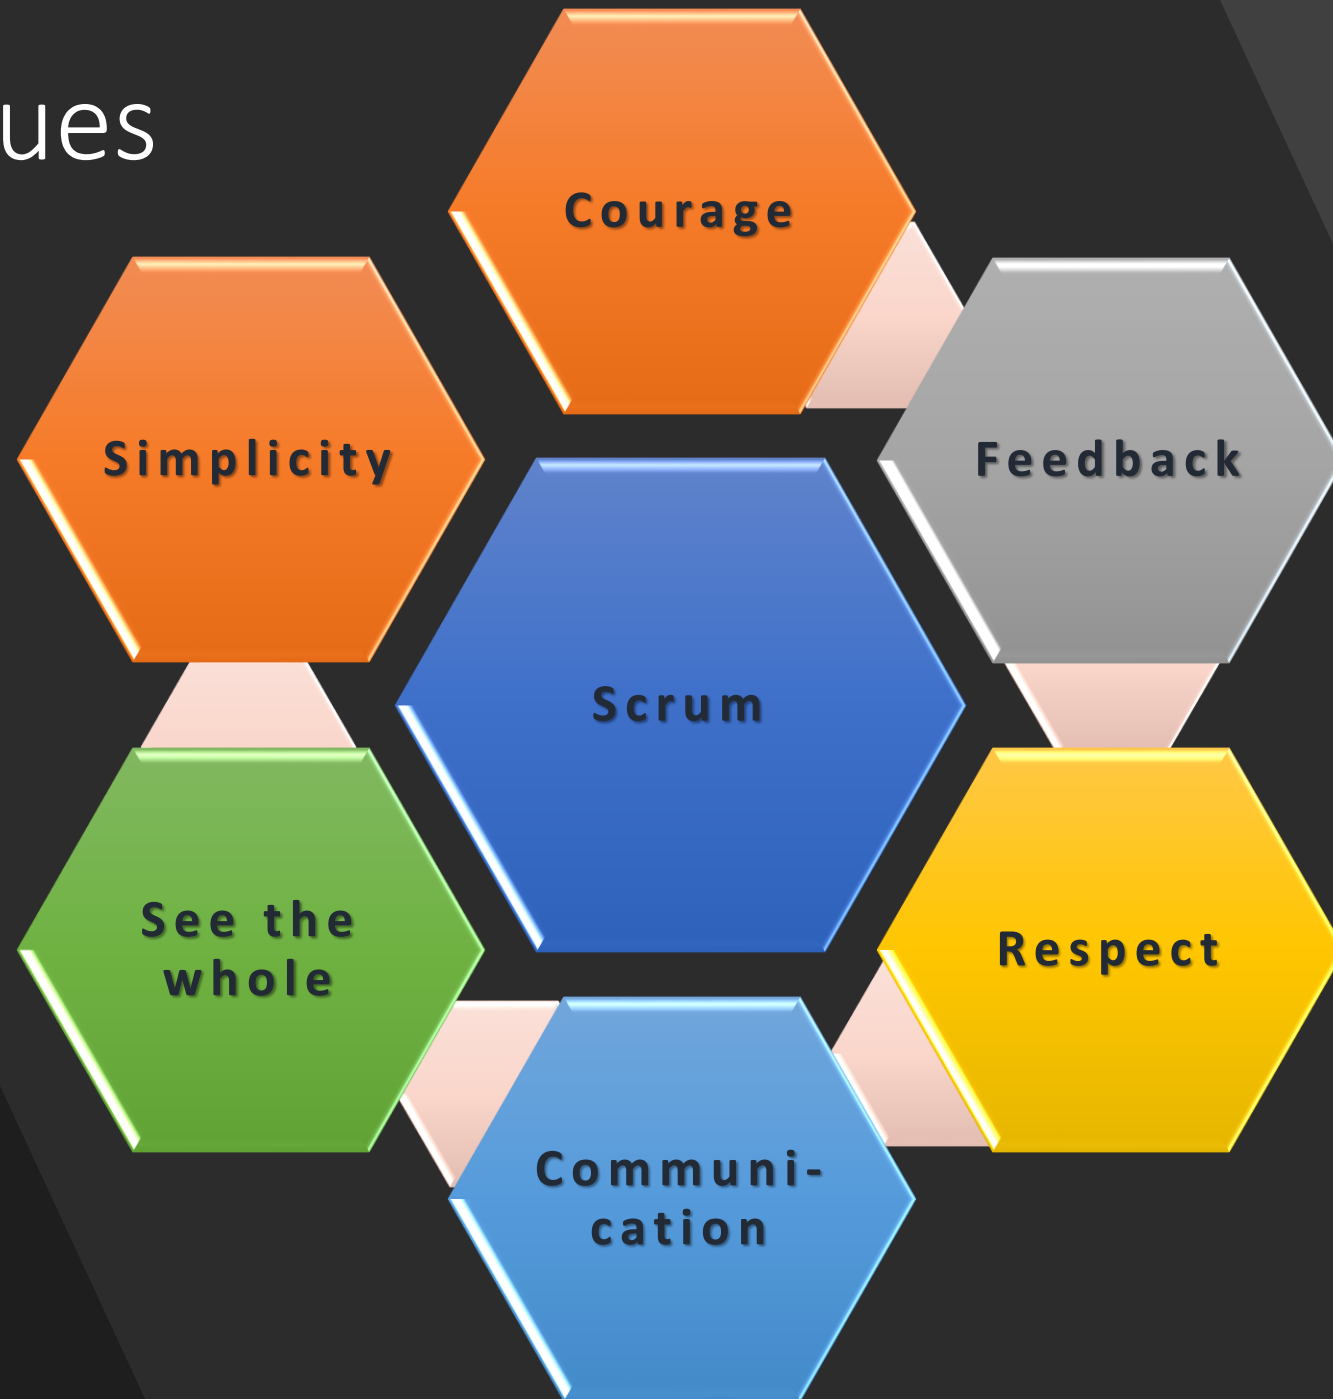 ues
Courage
Simplicity
Feedback
Scrum
See the
whole
Respect
Communi-
cation